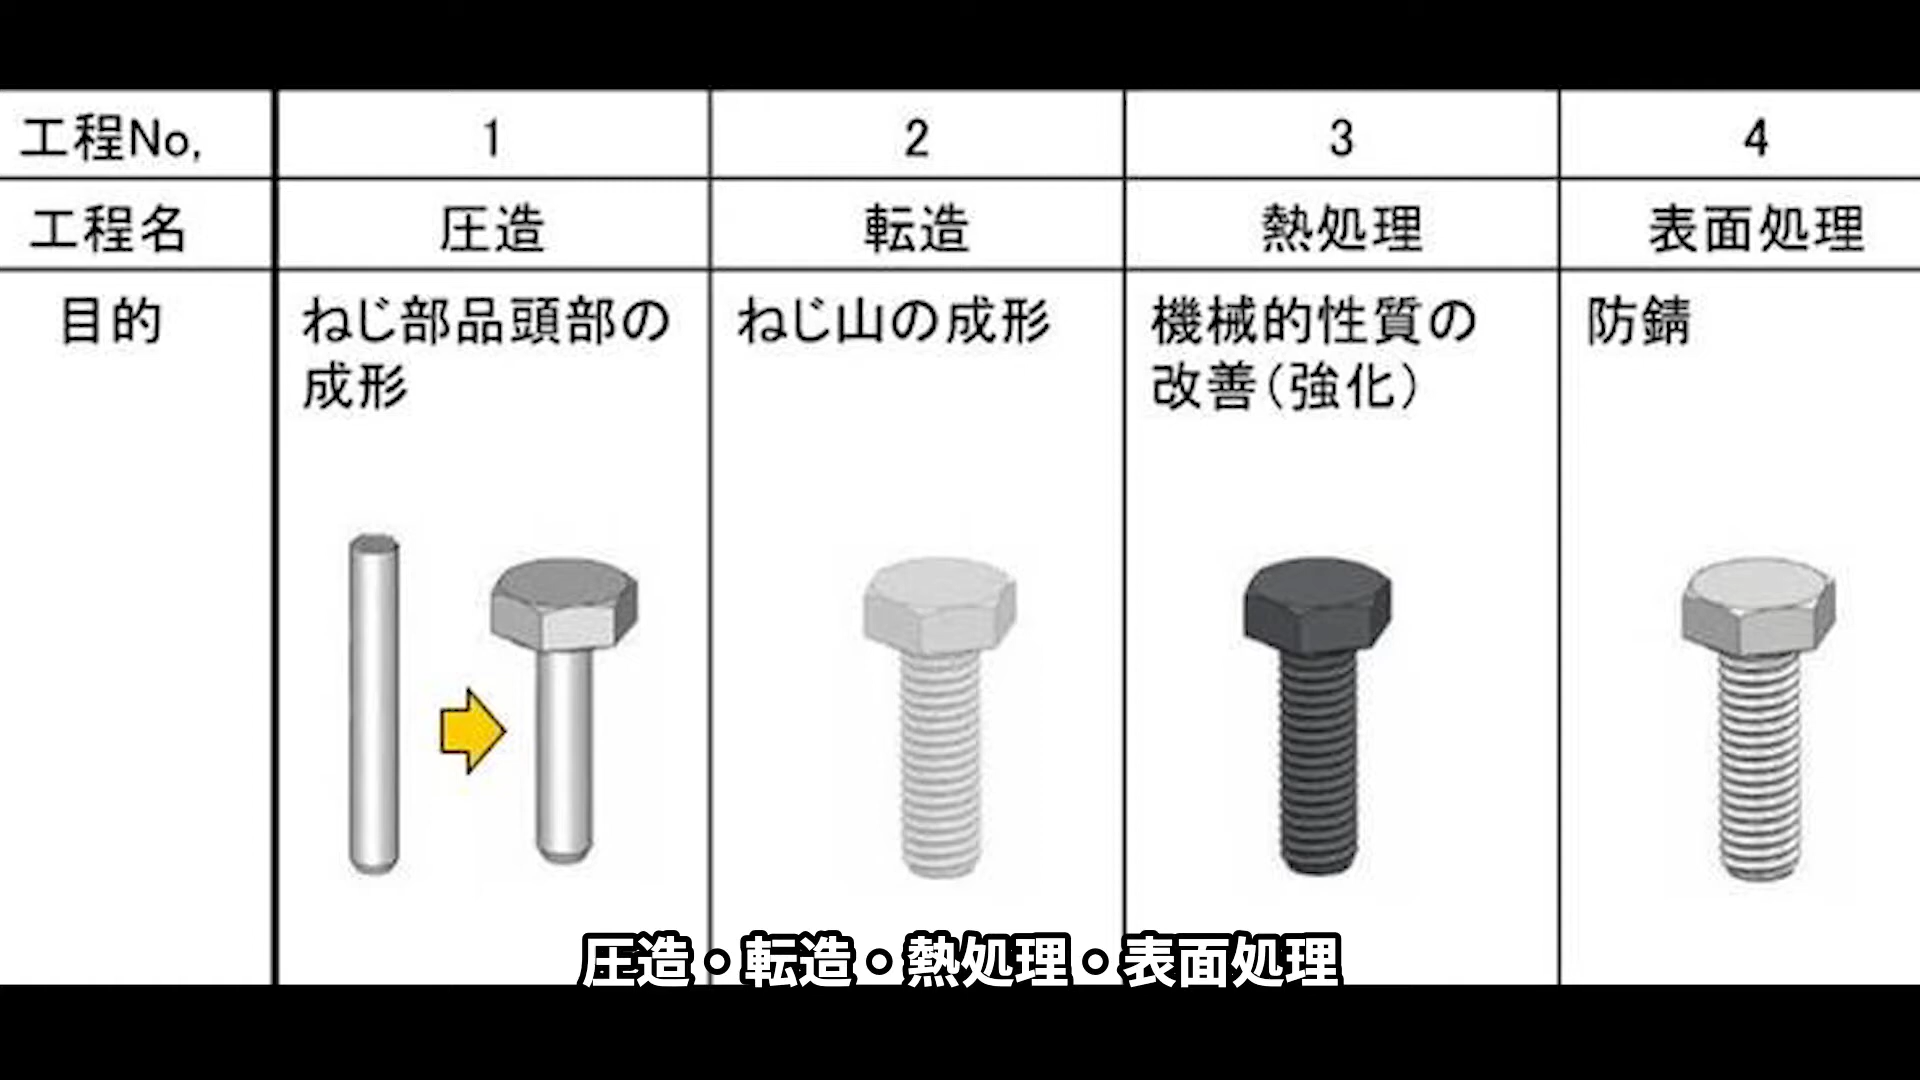 工程No, 1 2 3 4
工程名 圧造 転造 熱処理 表面処理
目的 ねじ部品頭部の ねじ山の成形 機械的性質の 防錆
成形 改善(強化)
圧造・転造・熱処理・表面処理